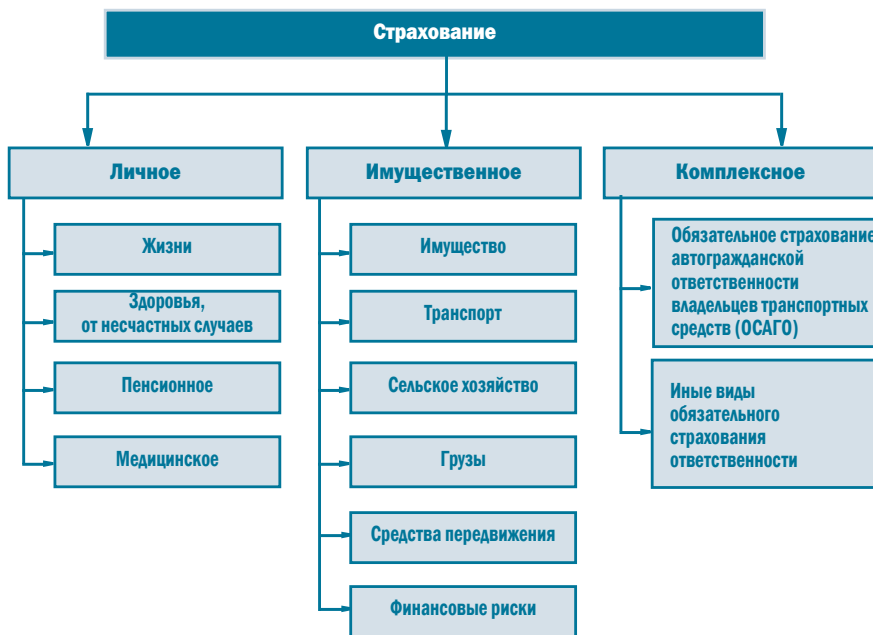 Страхование
Личное
Жизни
Здоровья,
от несчастных случаев
Пенсионное
Медицинское
Имущественное
Имущество
Транспорт
Сельское хозяйство
Грузы
Средства передвижения
Финансовые риски
Комплексное
Обязательное страхование
автогражданской
ответственности
владельцев транспортных
средств (ОСАГО)
Иные виды
обязательного
страхования
ответственности